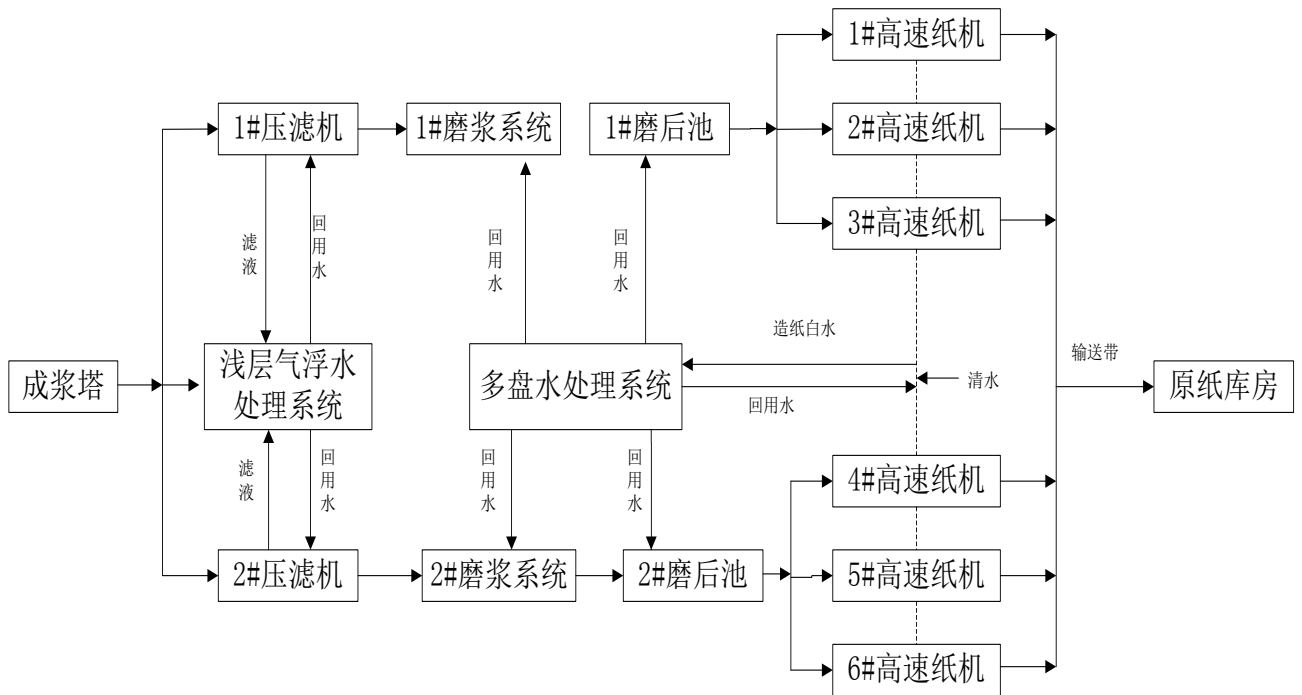 1#高速纸机
1#压滤机
1#磨浆系统
1#磨后池
2#高速纸机
3#高速纸机
滤液
回用水
回用水
回用水
造纸白水
成浆塔
浅层气浮水
处理系统
多盘水处理系统
清水
回用水
输送带
原纸库房
滤液
回用水
回用水
回用水
4#高速纸机
2#压滤机
2#磨浆系统
2#磨后池
5#高速纸机
6#高速纸机